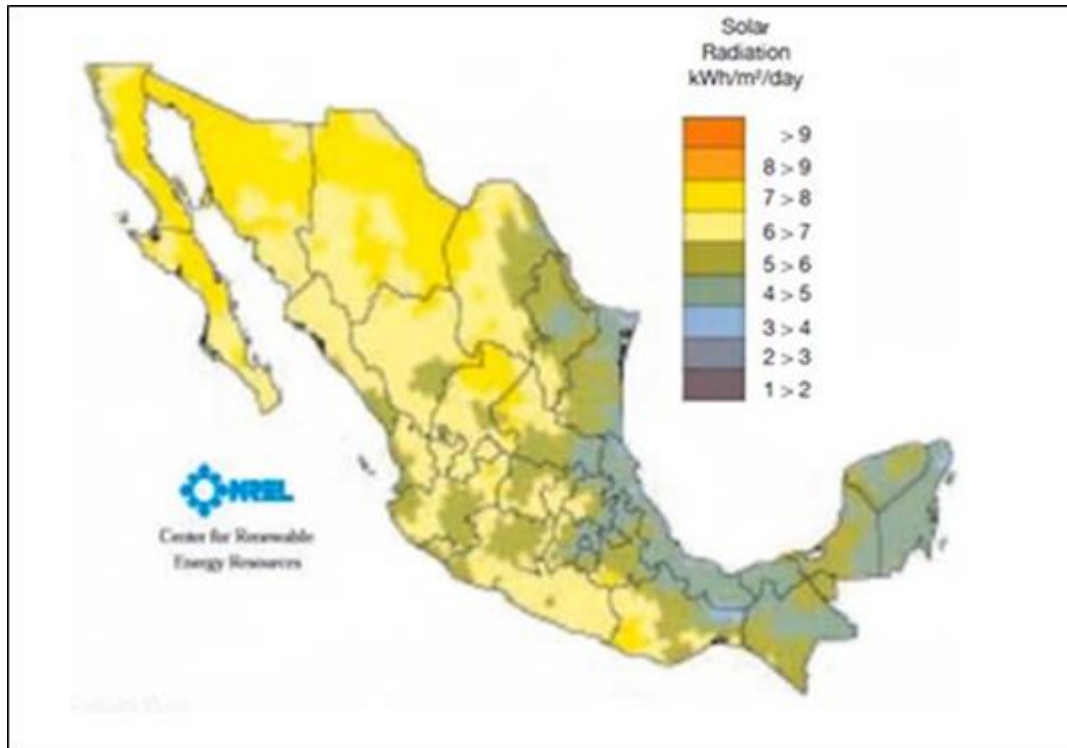 Solar
Radiation
kWh/m²/day
> 9
8 > 9
7 > 8
6 > 7
5 > 6
4 > 5
3 > 4
2 > 3
1 > 2
NREL
Center for Renewable
Energy Resources